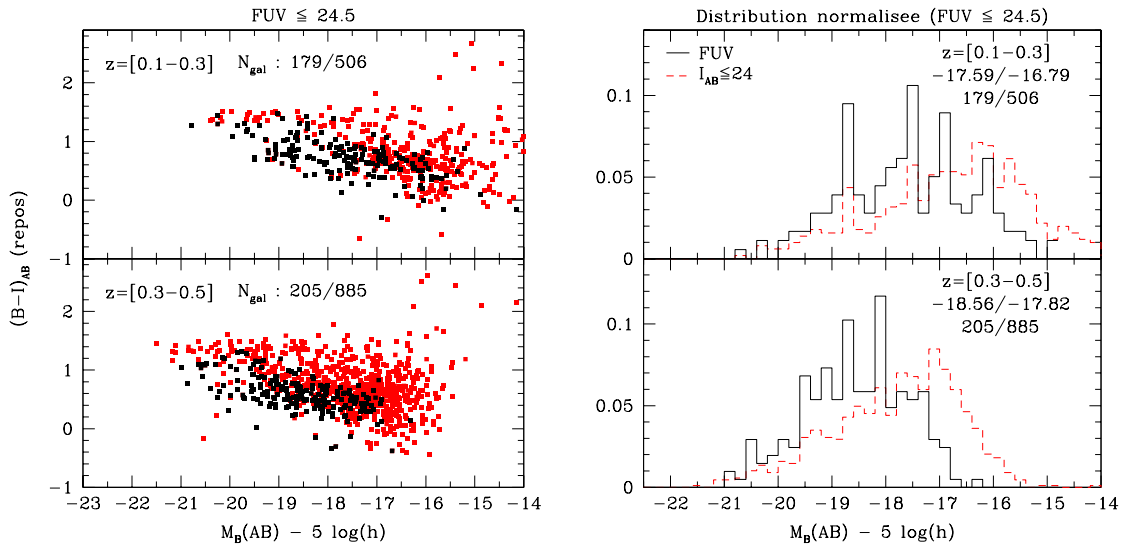 FUV ≦ 24.5
z=[0.1−0.3] N_gal : 179/506
2
1
0
−1
z=[0.3−0.5] N_gal : 205/885
2
1
0
−1
(B−I)_AB (repos)
−23 −22 −21 −20 −19 −18 −17 −16 −15 −14
M_B(AB) − 5 log(h)
Distribution normalisee (FUV ≦ 24.5)
FUV
I_AB≦24
z=[0.1−0.3]
−17.59/−16.79
179/506
0.1
0.05
0
z=[0.3−0.5]
−18.56/−17.82
205/885
0.1
0.05
0
−22 −21 −20 −19 −18 −17 −16 −15 −14
M_B(AB) − 5 log(h)